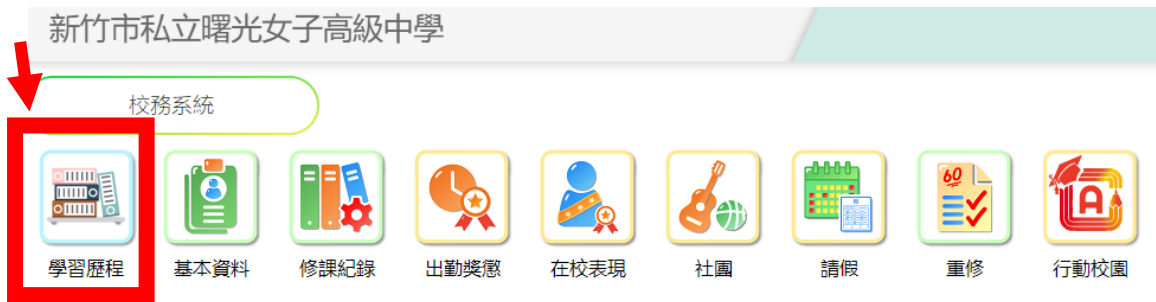 新竹市私立曙光女子高級中學
校務系統
60
A
學習歷程 基本資料 修課紀錄 出勤獎懲 在校表現 社團 請假 重修 行動校園